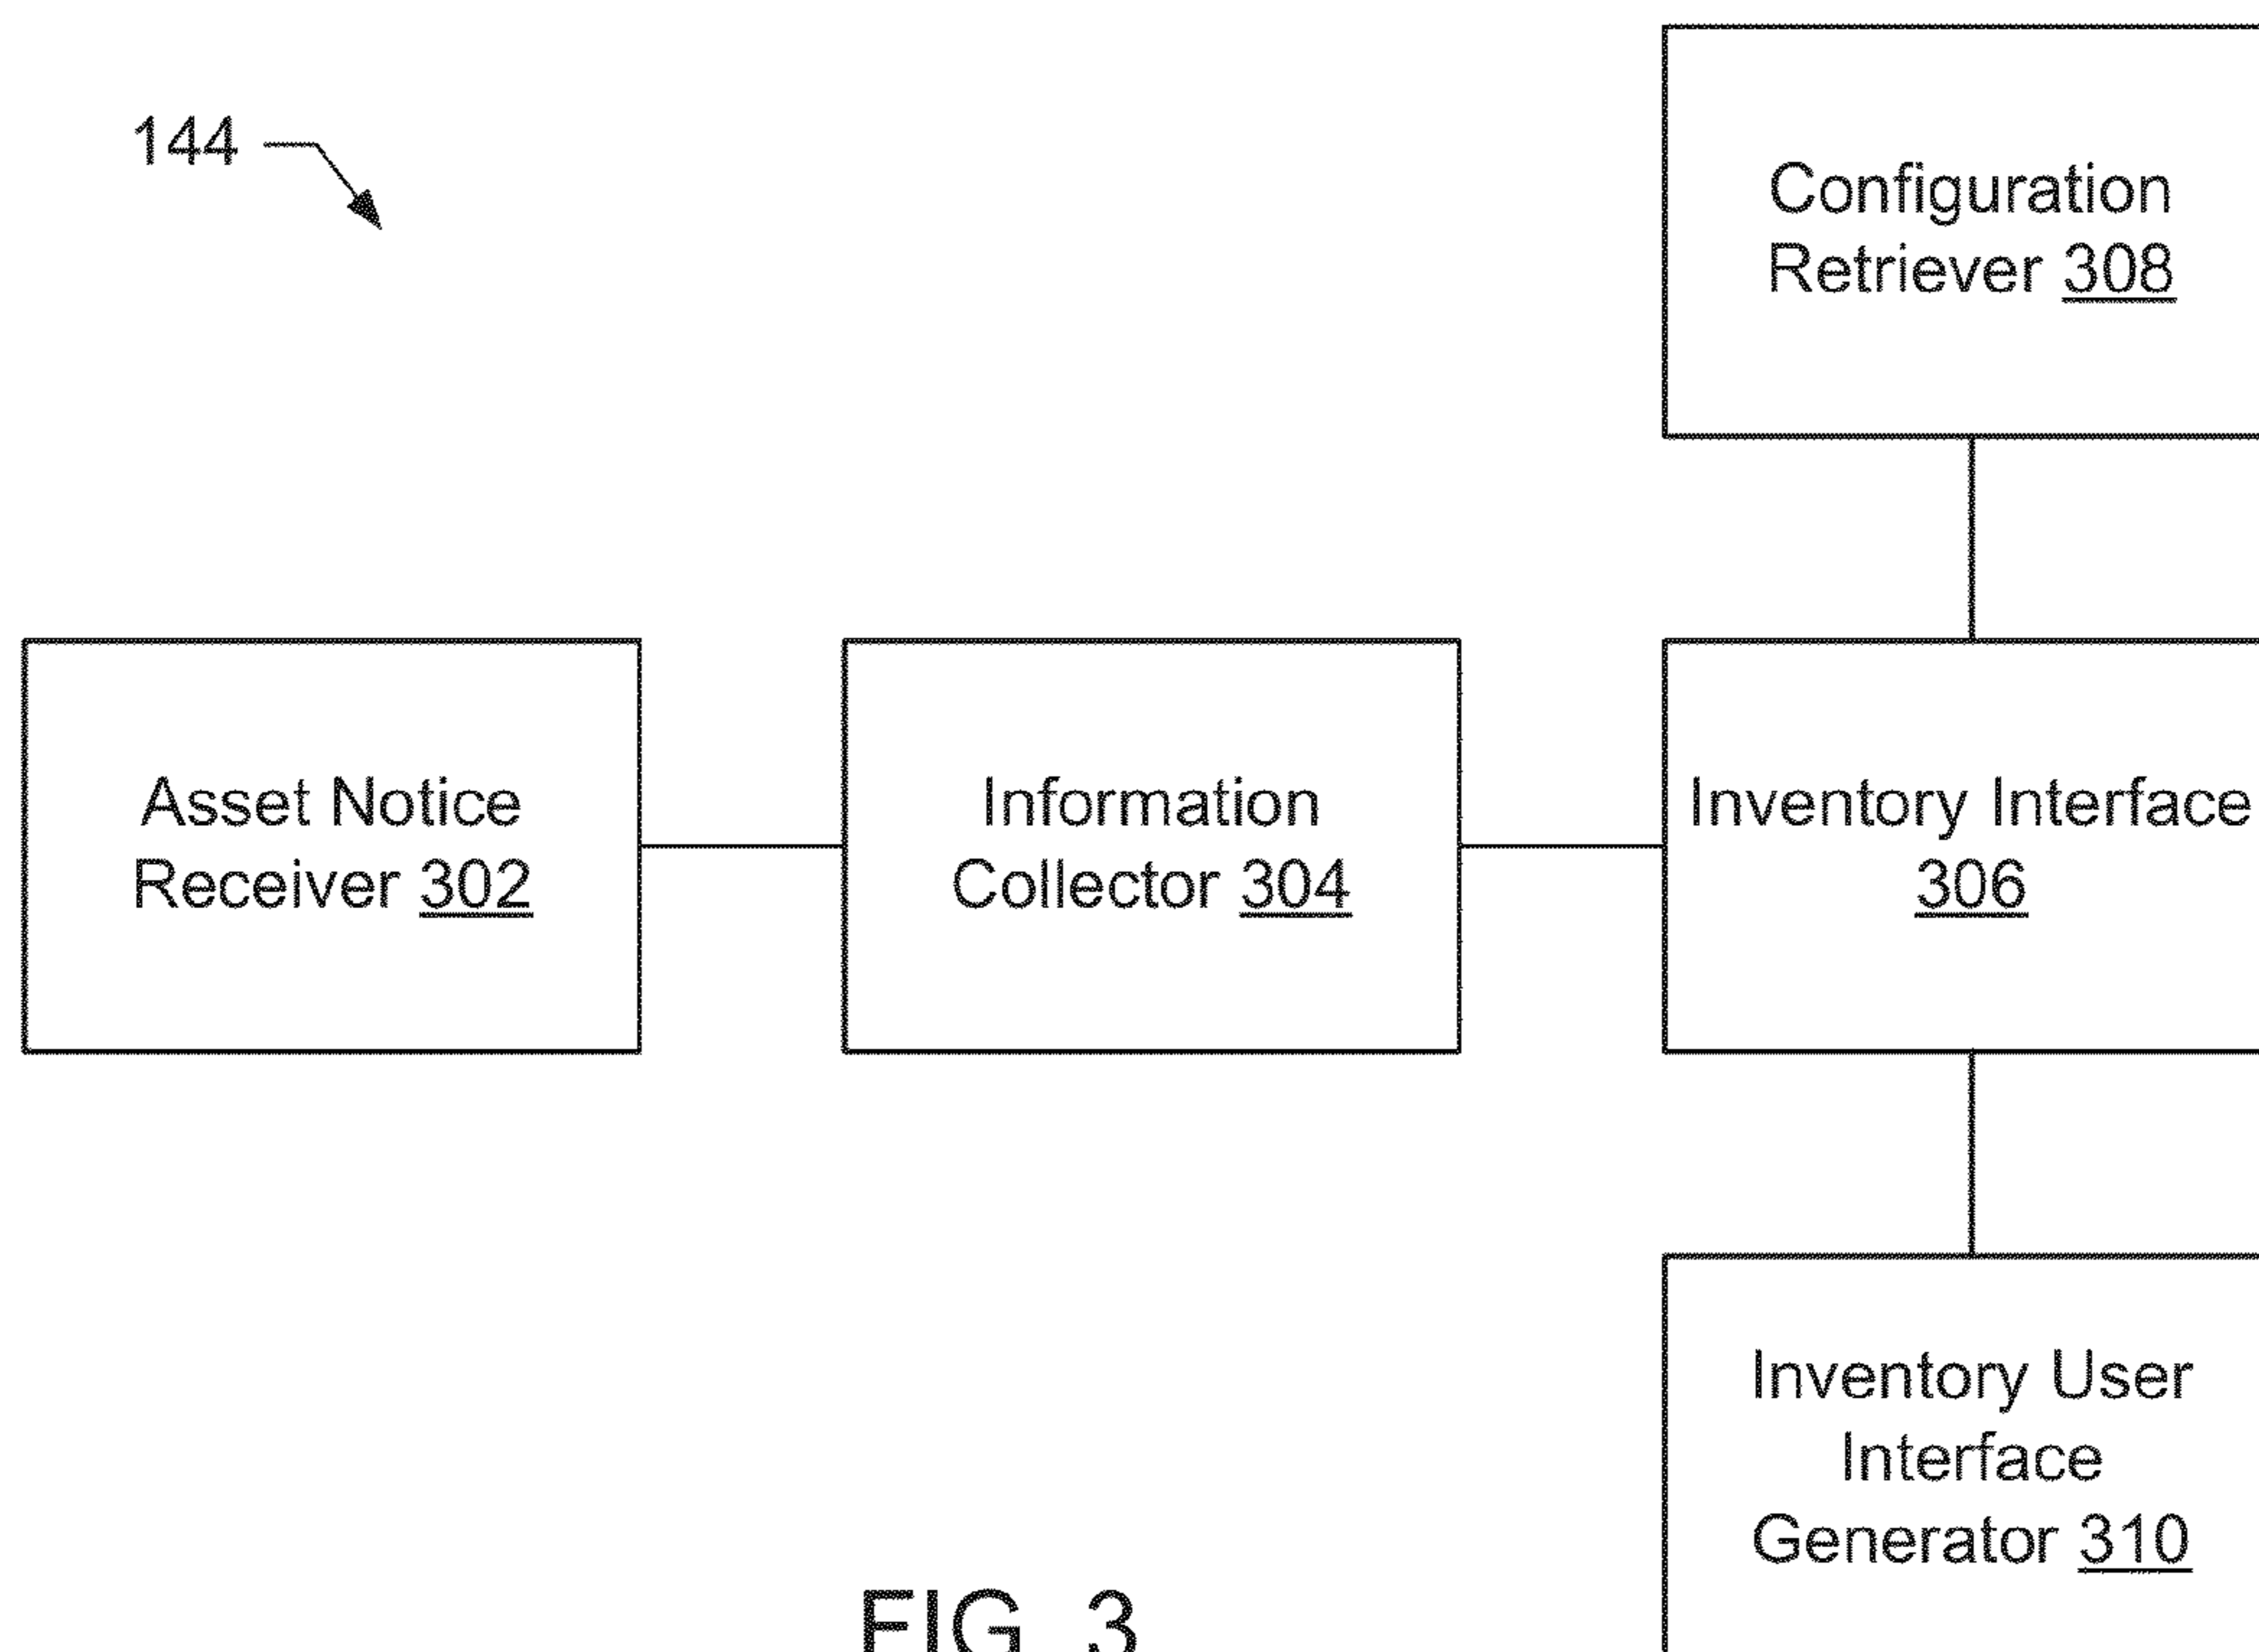 144
Configuration
Retriever 308
Asset Notice
Receiver 302
Information
Collector 304
Inventory Interface
306
Inventory User
Interface
Generator 310
FIG. 3